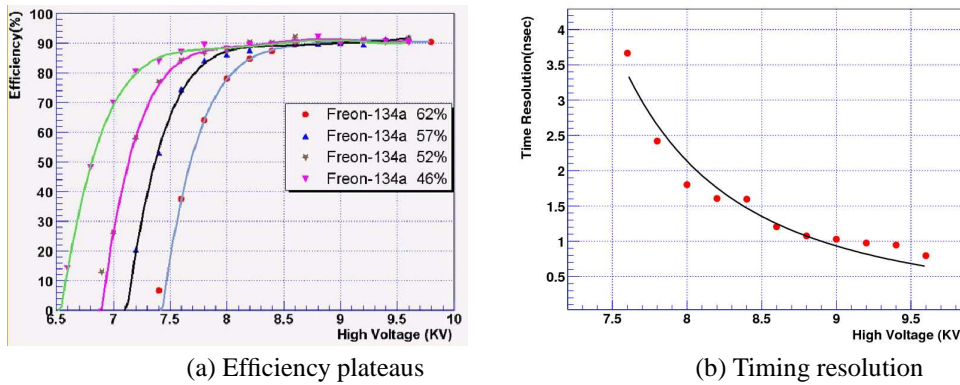 Efficiency(%)
100
90
80
70
60
50
40
30
20
10
0
Freon-134a 62%
Freon-134a 57%
Freon-134a 52%
Freon-134a 46%
6.5 7 7.5 8 8.5 9 9.5 10
High Voltage (KV)
(a) Efficiency plateaus
Time Resolution(nsec)
4
3.5
3
2.5
2
1.5
1
0.5
7.5 8 8.5 9 9.5
High Voltage (KV
(b) Timing resolution